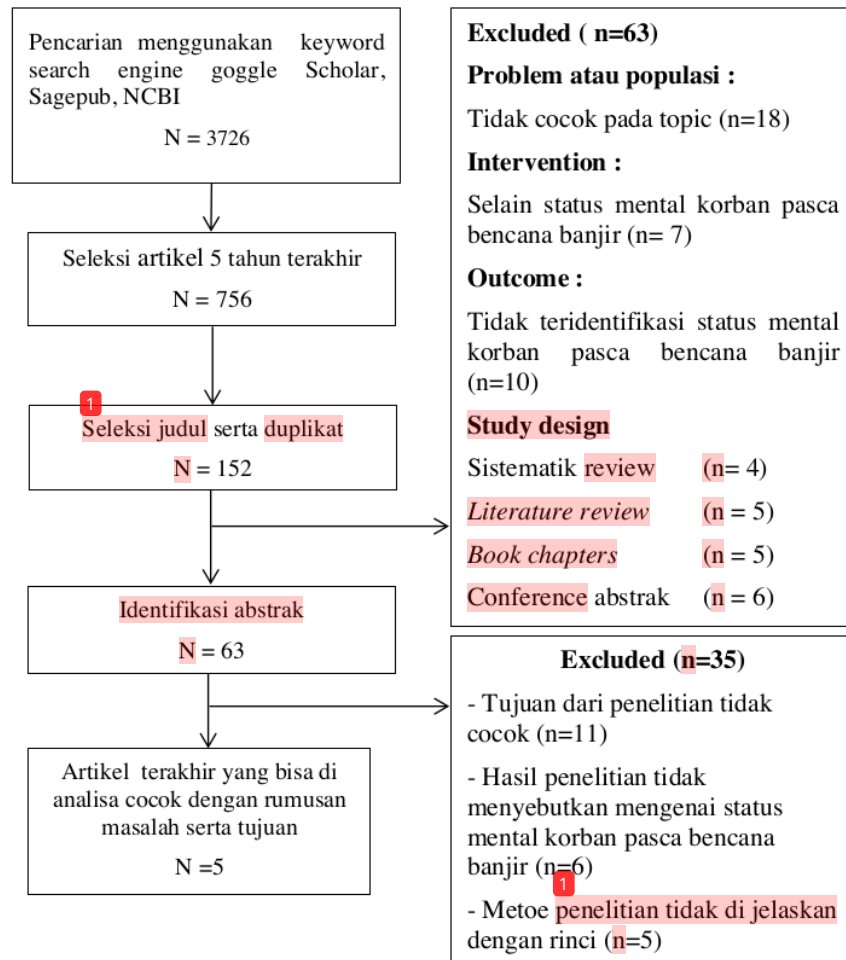 Pencarian menggunakan keyword
search engine goggle Scholar,
Sagepub, NCBI
N = 3726
Seleksi artikel 5 tahun terakhir
N = 756
1
Seleksi judul serta duplikat
N = 152
Identifikasi abstrak
N = 63
Artikel terakhir yang bisa di
analisa cocok dengan rumusan
masalah serta tujuan
N =5
Excluded ( n=63)
Problem atau populasi :
Tidak cocok pada topic (n=18)
Intervention :
Selain status mental korban pasca
bencana banjir (n= 7)
Outcome :
Tidak teridentifikasi status mental
korban pasca bencana banjir
(n=10)
Study design
Sistematik review (n= 4)
Literature review (n = 5)
Book chapters (n = 5)
Conference abstrak (n = 6)
Excluded (n=35)
- Tujuan dari penelitian tidak
cocok (n=11)
- Hasil penelitian tidak
menyebutkan mengenai status
mental korban pasca bencana
banjir (n=6)
1
- Metoe penelitian tidak di jelaskan
dengan rinci (n=5)